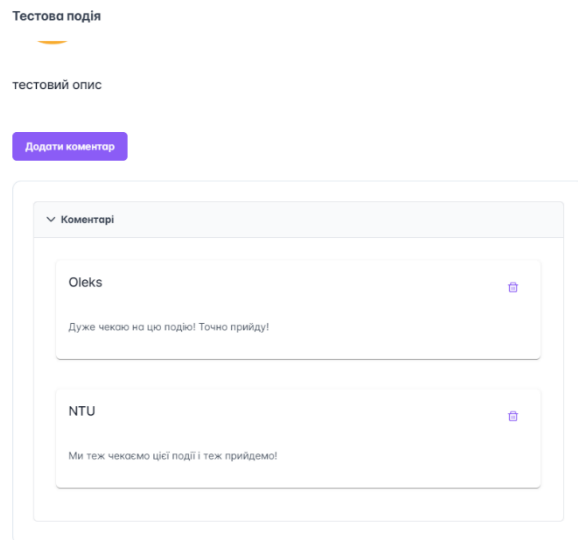 Тестова подія
тестовий опис
Додати коментар
Коментарі
Oleks
Дуже чекаю на цю подію! Точно прийду!
NTU
Ми теж чекаємо цієї події і теж прийдемо!